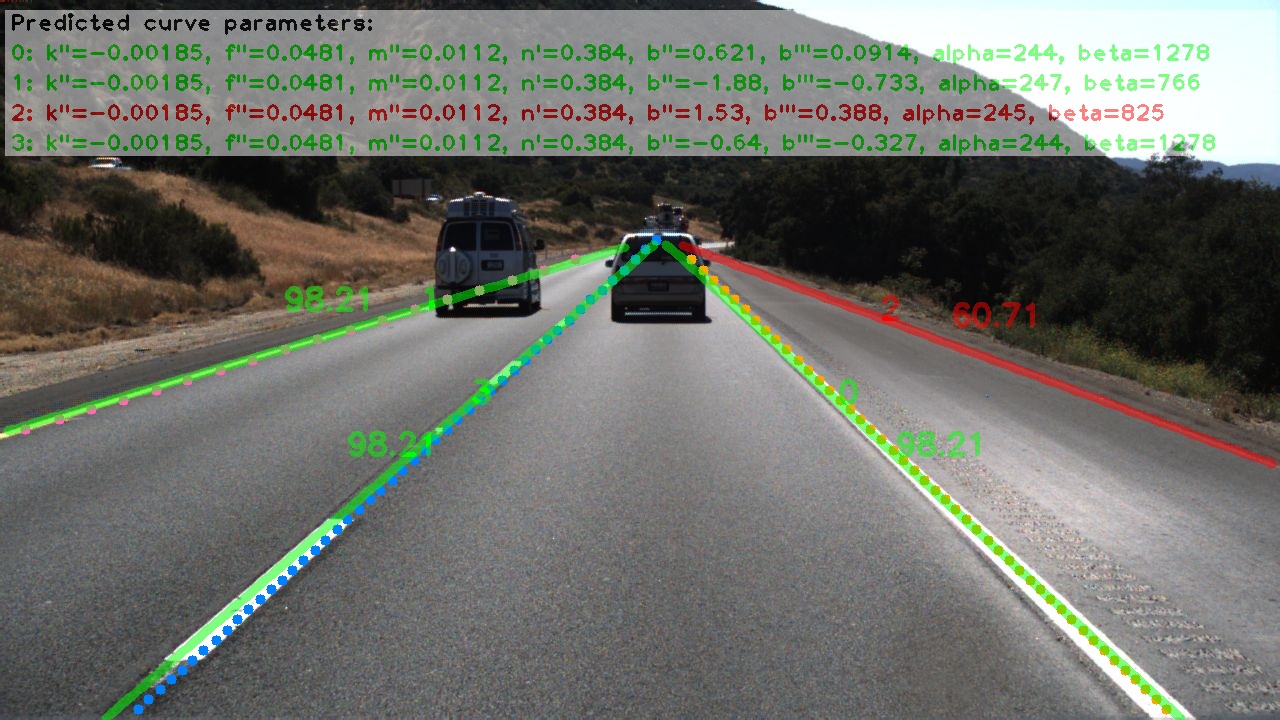 Predicted curve parameters:
0: k''=-0.00185, f''=0.0481, m''=0.0112, n'=0.384, b''=0.621, b'''=0.0914, alpha=244, beta=1278
1: k''=-0.00185, f''=0.0481, m''=0.0112, n'=0.384, b''=-1.88, b'''=-0.733, alpha=247, beta=766
2: k''=-0.00185, f''=0.0481, m''=0.0112, n'=0.384, b''=1.53, b'''=0.388, alpha=245, beta=825
3: k''=-0.00185, f''=0.0481, m''=0.0112, n'=0.384, b''=-0.64, b'''=-0.327, alpha=244, beta=1278
98.21 1
2 60.71
3 0
98.21 98.21